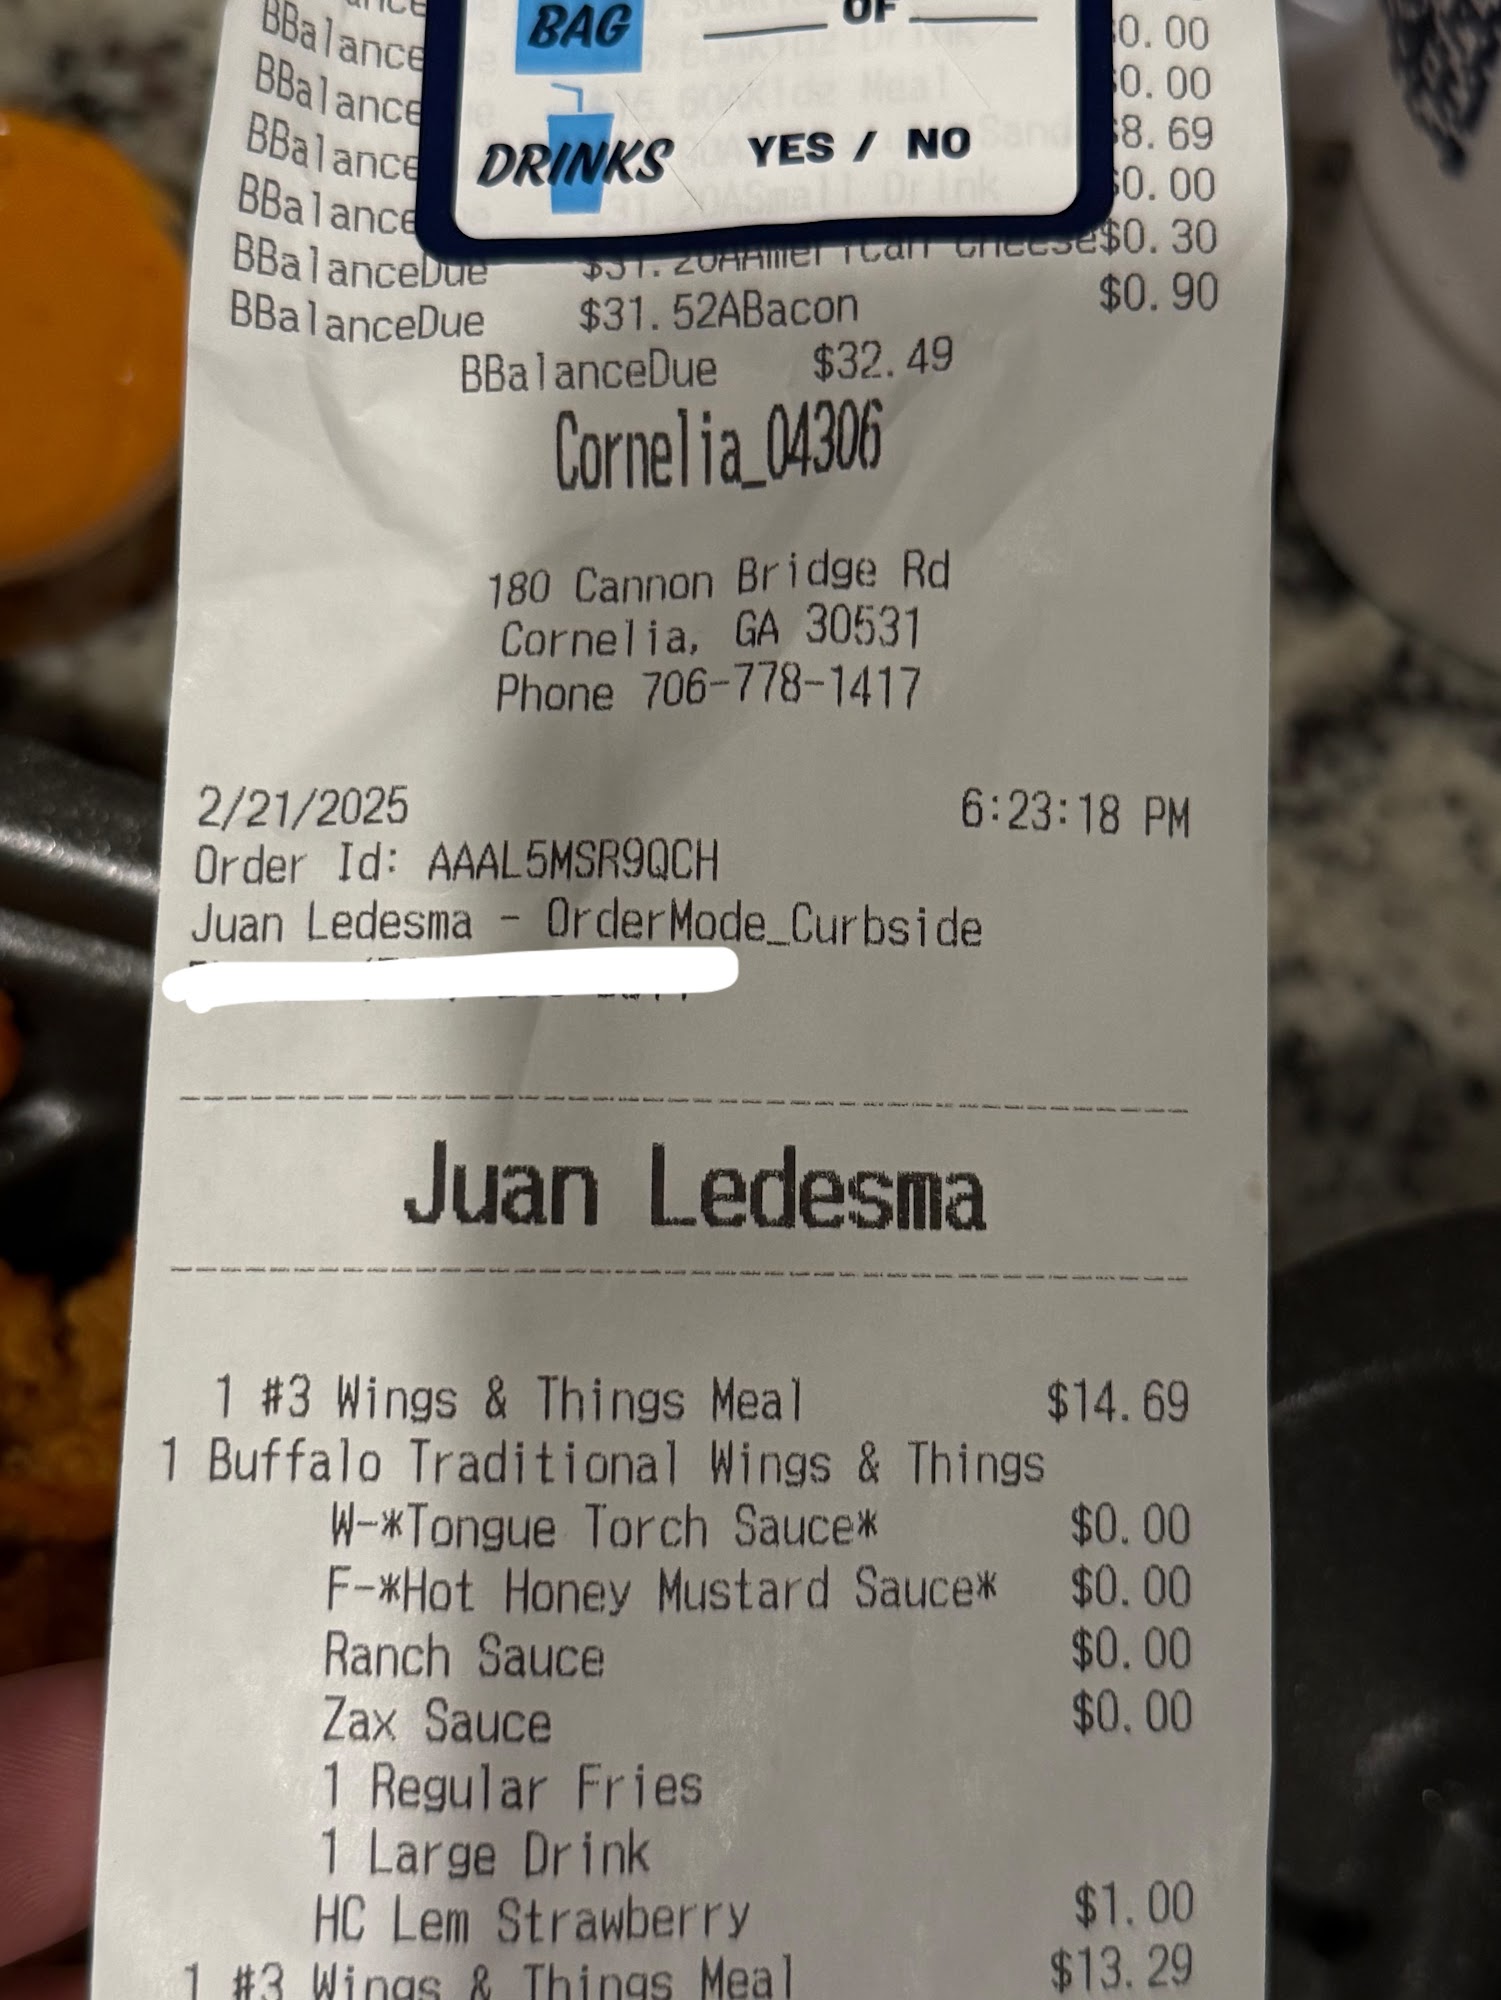 BAG ____ OF ____
BBalance $0.00
BBalance $0.00
BBalance $8.69
DRINKS YES / NO
BBalance $0.00
BBalanceDue $31.20AAmerican Cheese$0.30
BBalanceDue $31.52ABacon $0.90
BBalanceDue $32.49
Cornelia_04306
180 Cannon Bridge Rd
Cornelia, GA 30531
Phone 706-778-1417
2/21/2025 6:23:18 PM
Order Id: AAAL5MSR9QCH
Juan Ledesma - OrderMode_Curbside
Juan Ledesma
1 #3 Wings & Things Meal $14.69
1 Buffalo Traditional Wings & Things
W-*Tongue Torch Sauce* $0.00
F-*Hot Honey Mustard Sauce* $0.00
Ranch Sauce $0.00
Zax Sauce $0.00
1 Regular Fries
1 Large Drink
HC Lem Strawberry $1.00
1 #3 Wings & Things Meal $13.29